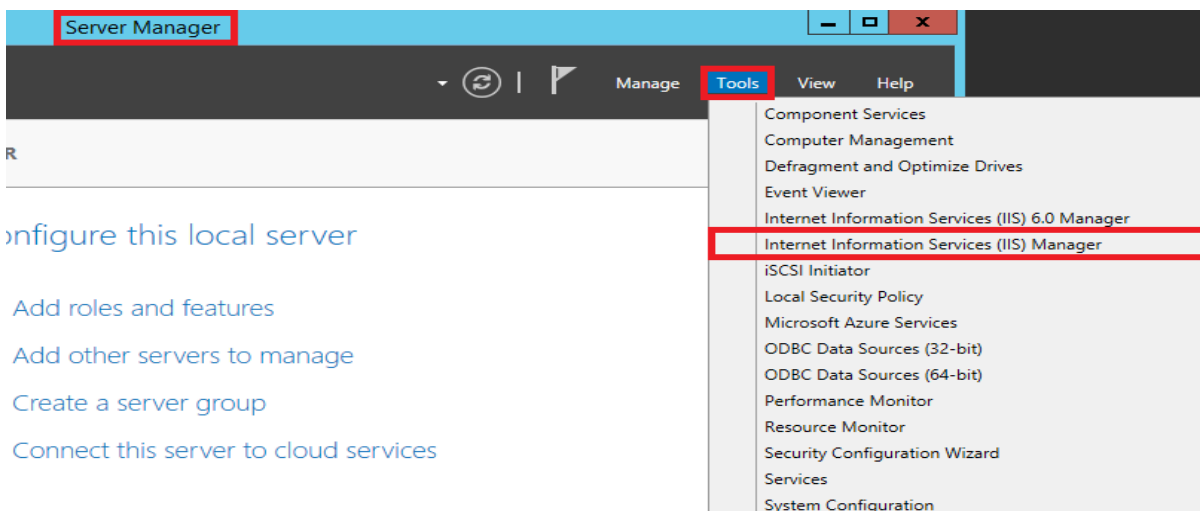 Server Manager
Manage Tools View Help
R
onfigure this local server
Add roles and features
Add other servers to manage
Create a server group
Connect this server to cloud services
Component Services
Computer Management
Defragment and Optimize Drives
Event Viewer
Internet Information Services (IIS) 6.0 Manager
Internet Information Services (IIS) Manager
iSCSI Initiator
Local Security Policy
Microsoft Azure Services
ODBC Data Sources (32-bit)
ODBC Data Sources (64-bit)
Performance Monitor
Resource Monitor
Security Configuration Wizard
Services
System Configuration